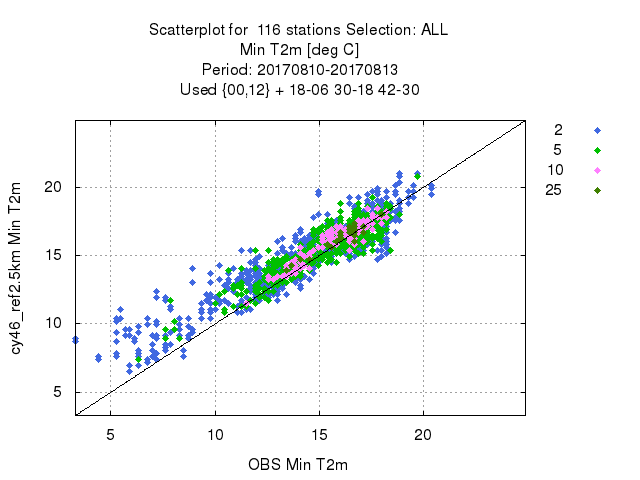 Scatterplot for  116 stations Selection: ALL
Min T2m [deg C]
Period: 20170810-20170813
Used {00,12} + 18-06 30-18 42-30
2
5
10
25
20
15
10
5
cy46_ref2.5km Min T2m
5 10 15 20
OBS Min T2m